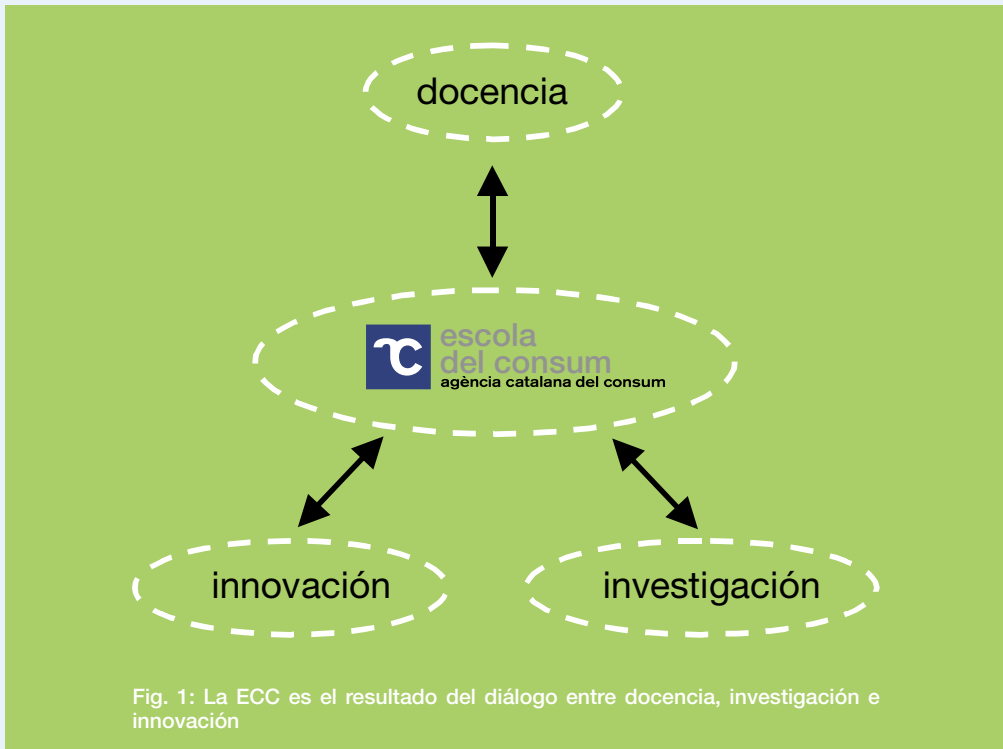 docencia
escola
del consum
agència catalana del consum
innovación
investigación
Fig. 1: La ECC es el resultado del diálogo entre docencia, investigación e
innovación